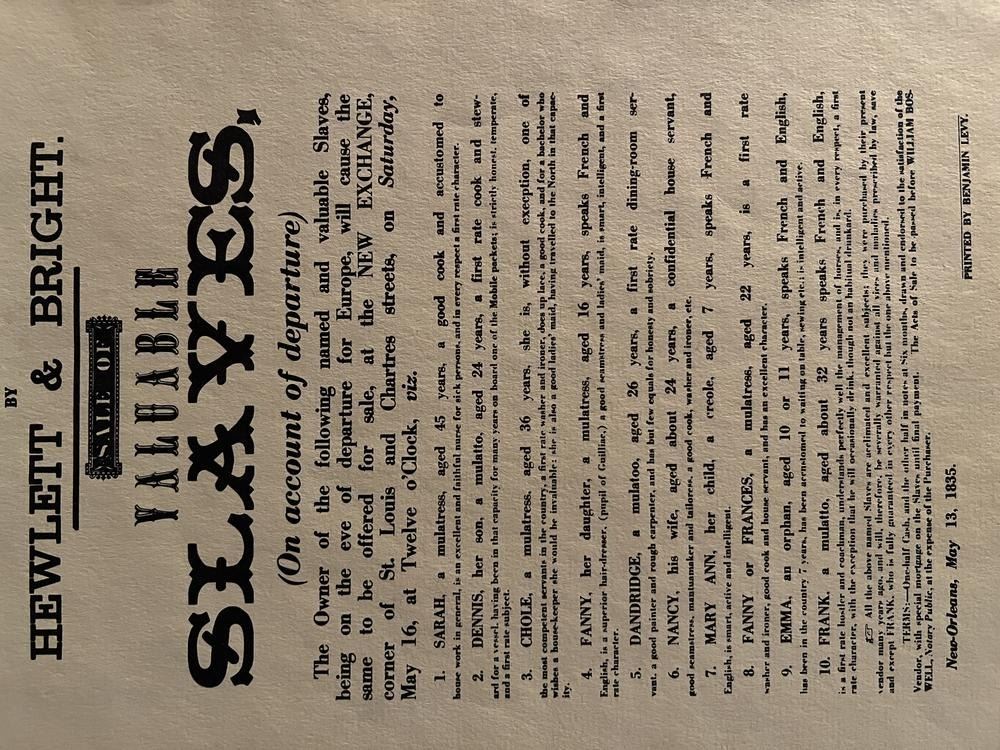 BY
HEWLETT & BRIGHT.
SALE OF
VALUABLE
SLAVES,
(On account of departure)
The Owner of the following named and valuable Slaves,
being on the eve of departure for Europe, will cause the
same to be offered for sale, at the NEW EXCHANGE,
corner of St. Louis and Chartres streets, on Saturday,
May 16, at Twelve o'Clock, viz.
1. SARAH, a mulatress, aged 45 years, a good cook and accustomed to
house work in general, is an excellent and faithful nurse for sick persons, and in every respect a first rate character.
2. DENNIS, her son, a mulatto, aged 24 years, a first rate cook and stew-
ard for a vessel, having been in that capacity for many years on board one of the Mobile packets; is strictly honest, temperate,
and a first rate subject.
3. CHOLE, a mulatress, aged 36 years, she is, without exception, one of
the most competent servants in the country, a first rate washer and ironer, does up lace, a good cook, and for a bachelor who
wishes a house-keeper she would be invaluable; she is also a good ladies' maid, having travelled to the North in that capac-
ity.
4. FANNY, her daughter, a mulatress, aged 16 years, speaks French and
English, is a superior hair-dresser, (pupil of Guilliac,) a good seamstress and ladies' maid, is smart, intelligent, and a first
rate character.
5. DANDRIDGE, a mulatoo, aged 26 years, a first rate dining-room ser-
vant, a good painter and rough carpenter, and has but few equals for honesty and sobriety.
6. NANCY, his wife, aged about 24 years, a confidential house servant,
good seamstress, mantuamaker and tailoress, a good cook, washer and ironer, etc.
7. MARY ANN, her child, a creole, aged 7 years, speaks French and
English, is smart, active and intelligent.
8. FANNY or FRANCES, a mulatress, aged 22 years, is a first rate
washer and ironer, good cook and house servant, and has an excellent character.
9. EMMA, an orphan, aged 10 or 11 years, speaks French and English,
has been in the country 7 years, has been accustomed to waiting on table, sewing etc.; is intelligent and active.
10. FRANK, a mulatto, aged about 32 years speaks French and English,
is a first rate hostler and coachman, understands perfectly well the management of horses, and is, in every respect, a first
rate character, with the exception that he will occasionally drink, though not an habitual drunkard.
☞ All the above named Slaves are acclimated and excellent subjects; they were purchased by their present
vendor many years ago, and will, therefore, be severally warranted against all vices and maladies prescribed by law, save
and except FRANK, who is fully guaranteed in every other respect but the one above mentioned.
TERMS:—One-half Cash, and the other half in notes at Six months, drawn and endorsed to the satisfaction of the
Vendor, with special mortgage on the Slaves until final payment. The Acts of Sale to be passed before WILLIAM BOS-
WELL, Notary Public, at the expense of the Purchaser.
New-Orleans, May 13, 1835.
PRINTED BY BENJAMIN LEVY.